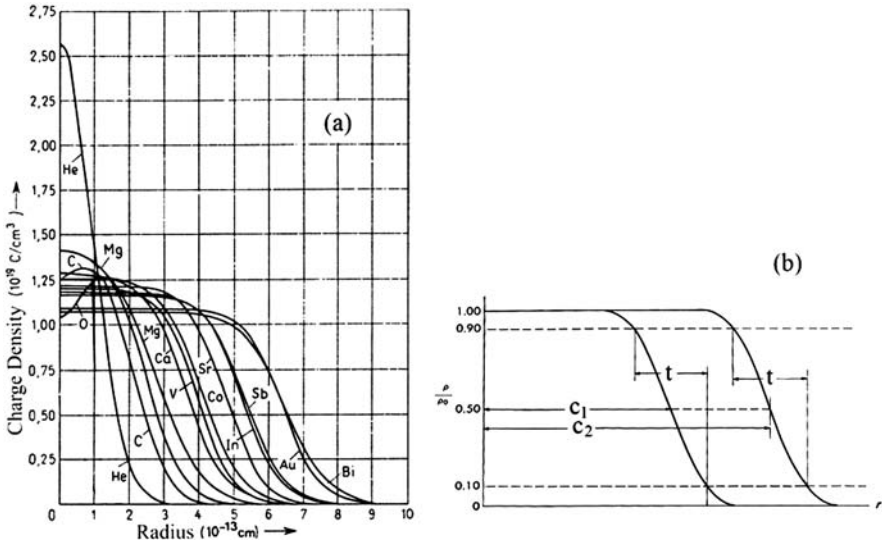 2,75
2,50
2,25
2,00
1,75
1,50
1,25
1,00
0,75
0,50
0,25
0
Charge Density (10¹⁹ C/cm³) →
(a)
He
C
Mg
O
Mg
Ca
V
Sr
Co
Sb
In
C
He
Au
Bi
0 1 2 3 4 5 6 7 8 9 10
Radius (10⁻¹³cm) →
(b)
1.00
0.90
0.50
0.10
0
ρ/ρ₀
t
t
C₁
C₂
r